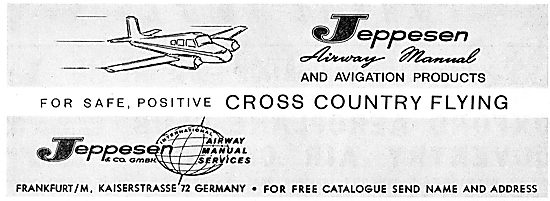 Jeppesen
Airway Manual
AND AVIGATION PRODUCTS
FOR SAFE, POSITIVE CROSS COUNTRY FLYING
Jeppesen
& CO. GMBH
INTERNATIONAL
AIRWAY
MANUAL
SERVICES
FRANKFURT/M, KAISERSTRASSE 72 GERMANY • FOR FREE CATALOGUE SEND NAME AND ADDRESS